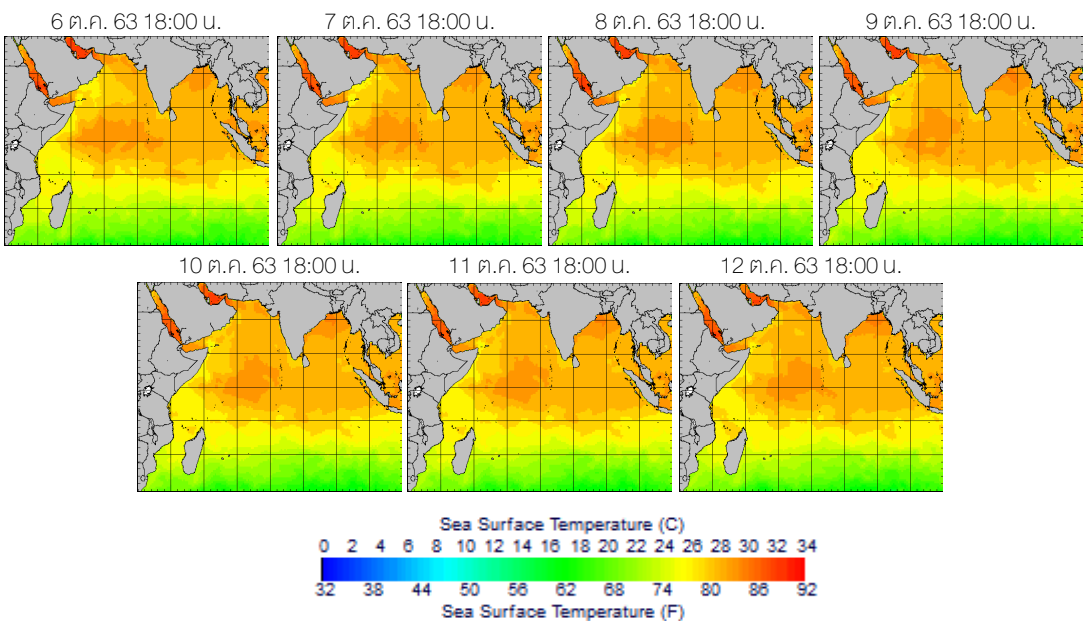 6 ต.ค. 63 18:00 น. 7 ต.ค. 63 18:00 น. 8 ต.ค. 63 18:00 น. 9 ต.ค. 63 18:00 น.
10 ต.ค. 63 18:00 น. 11 ต.ค. 63 18:00 น. 12 ต.ค. 63 18:00 น.
Sea Surface Temperature (C)
0 2 4 6 8 10 12 14 16 18 20 22 24 26 28 30 32 34
32 38 44 50 56 62 68 74 80 86 92
Sea Surface Temperature (F)